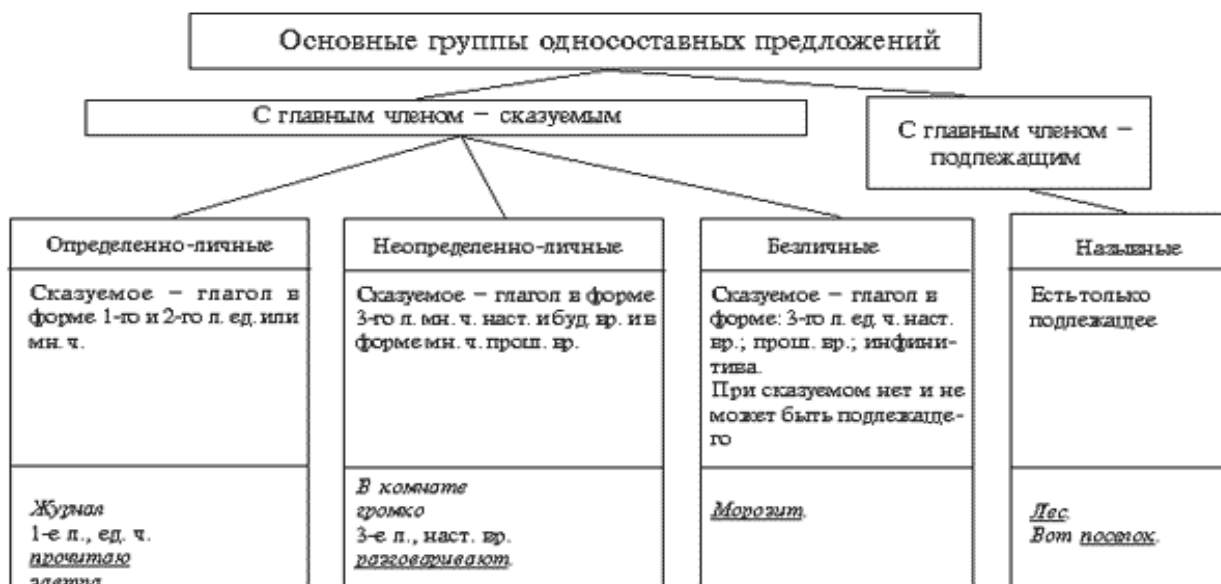 Основные группы односоставных предложений
С главным членом – сказуемым
С главным членом –
подлежащим
Определенно-личные
Сказуемое – глагол в
форме 1-го и 2-го л. ед. или
мн. ч.
Журнал
1-е л., ед. ч.
прочитаю
завтра
Неопределенно-личные
Сказуемое – глагол в форме
3-го л. мн. ч. наст. и буд. вр. и в
форме мн. ч. прош. вр.
В комнате
громко
3-е л., наст. вр.
разговаривают.
Безличные
Сказуемое – глагол в
форме: 3-го л. ед. ч. наст.
вр.; прош. вр.; инфини-
тива.
При сказуемом нет и не
может быть подлежаще-
го
Морозит.
Назывные
Есть только
подлежащее
Лес.
Вот поселок.